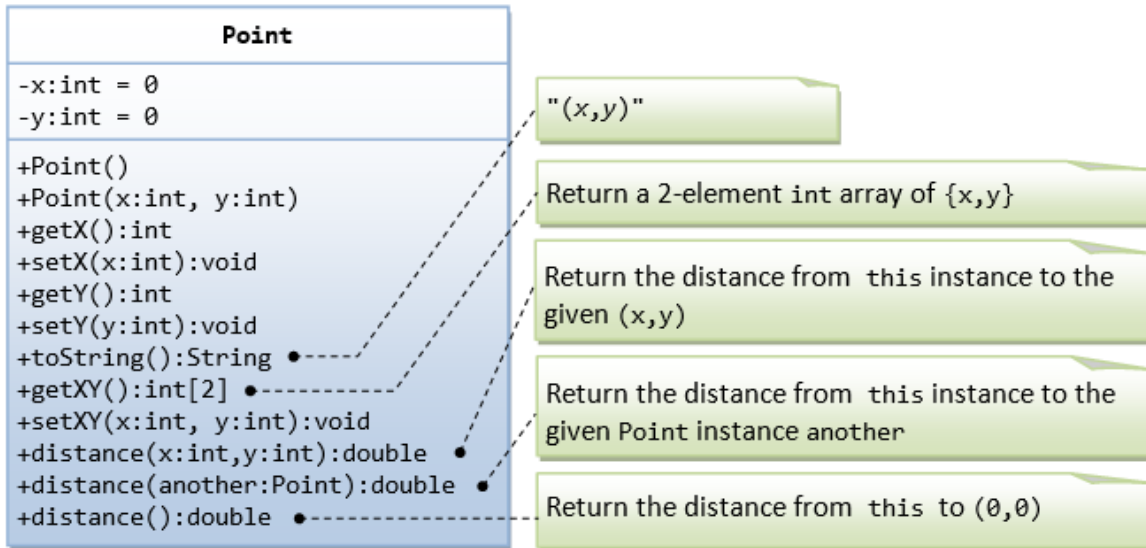 Point
-x:int = 0
-y:int = 0
+Point()
+Point(x:int, y:int)
+getX():int
+setX(x:int):void
+getY():int
+setY(y:int):void
+toString():String
+getXY():int[2]
+setXY(x:int, y:int):void
+distance(x:int,y:int):double
+distance(another:Point):double
+distance():double
"(x,y)"
Return a 2-element int array of {x,y}
Return the distance from this instance to the
given (x,y)
Return the distance from this instance to the
given Point instance another
Return the distance from this to (0,0)